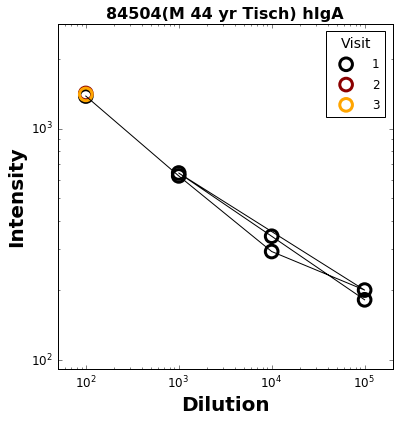 84504(M 44 yr Tisch) hIgA
Visit
1
2
3
Intensity
10³
10²
10² 10³ 10⁴ 10⁵
Dilution